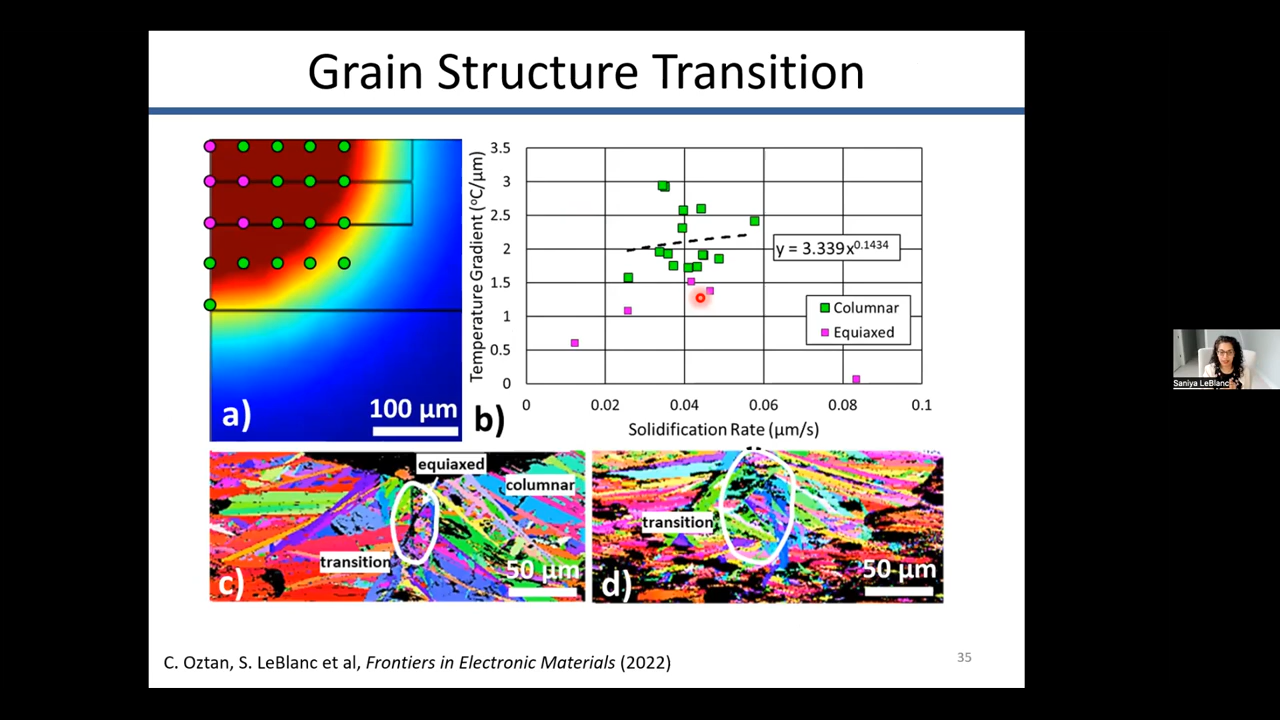 Grain Structure Transition
a)
100 µm
Temperature Gradient (°C/µm)
3.5
3
2.5
2
1.5
1
0.5
0
0
0.02
0.04
0.06
0.08
0.1
Solidification Rate (µm/s)
y = 3.339x^0.1434
Columnar
Equiaxed
b)
equiaxed
columnar
transition
50 µm
c)
transition
50 µm
d)
C. Oztan, S. LeBlanc et al, Frontiers in Electronic Materials (2022)
35
Saniya LeBlanc